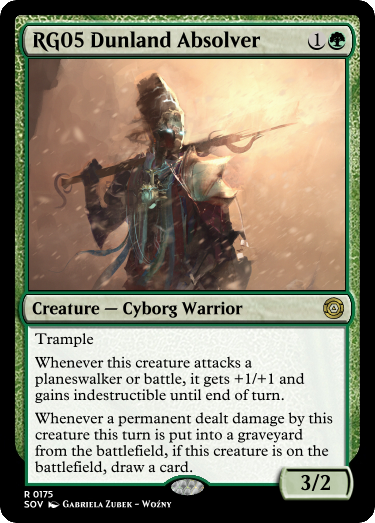 RG05 Dunland Absolver 1
Creature — Cyborg Warrior
Trample
Whenever this creature attacks a
planeswalker or battle, it gets +1/+1 and
gains indestructible until end of turn.
Whenever a permanent dealt damage by this
creature this turn is put into a graveyard
from the battlefield, if this creature is on the
battlefield, draw a card.
3/2
R 0175
SOV Gabriela Zubek – Woźny